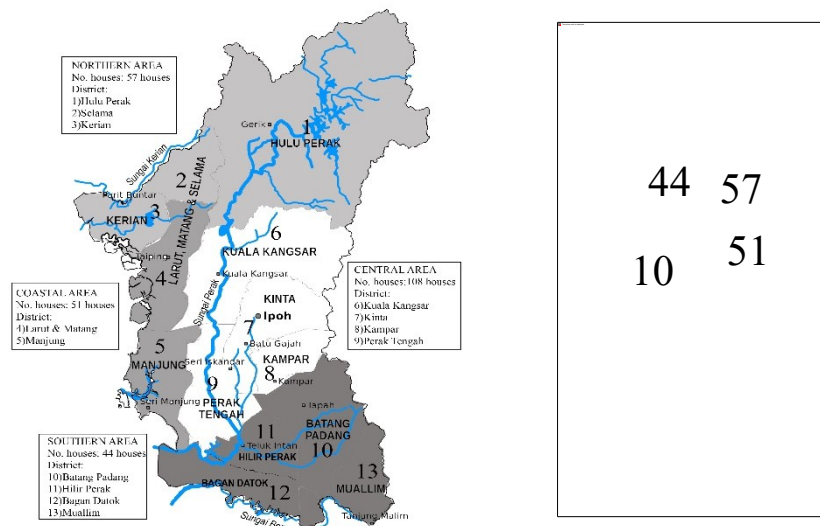 NORTHERN AREA
No. houses: 57 houses
District:
1)Hulu Perak
2)Selama
3)Kerian
Gerik
1
HULU PERAK
Sungai Kerian
2
Parit Buntar
KERIAN
3
LARUT, MATANG & SELAMA
Taiping
4
6
KUALA KANGSAR
Kuala Kangsar
Sungai Perak
COASTAL AREA
No. houses: 51 houses
District:
4)Larut & Matang
5)Manjung
CENTRAL AREA
No. houses:108 houses
District:
6)Kuala Kangsar
7)Kinta
8)Kampar
9)Perak Tengah
KINTA
Ipoh
7
Batu Gajah
5
MANJUNG
Seri Iskandar
KAMPAR
8
Kampar
9
PERAK
TENGAH
Seri Manjung
Tapah
SOUTHERN AREA
No. houses: 44 houses
District:
10)Batang Padang
11)Hilir Perak
12)Bagan Datok
13)Muallim
11
Teluk Intan
HILIR PERAK
BATANG
PADANG
10
13
MUALLIM
BAGAN DATOK
12
Sungai
Tanjung Malim
44
57
10
51